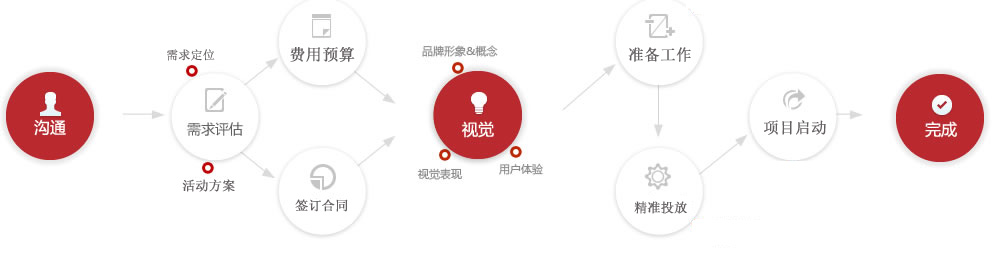 沟通
需求定位
需求评估
活动方案
费用预算
签订合同
品牌形象&概念
视觉
视觉表现
用户体验
准备工作
精准投放
项目启动
完成